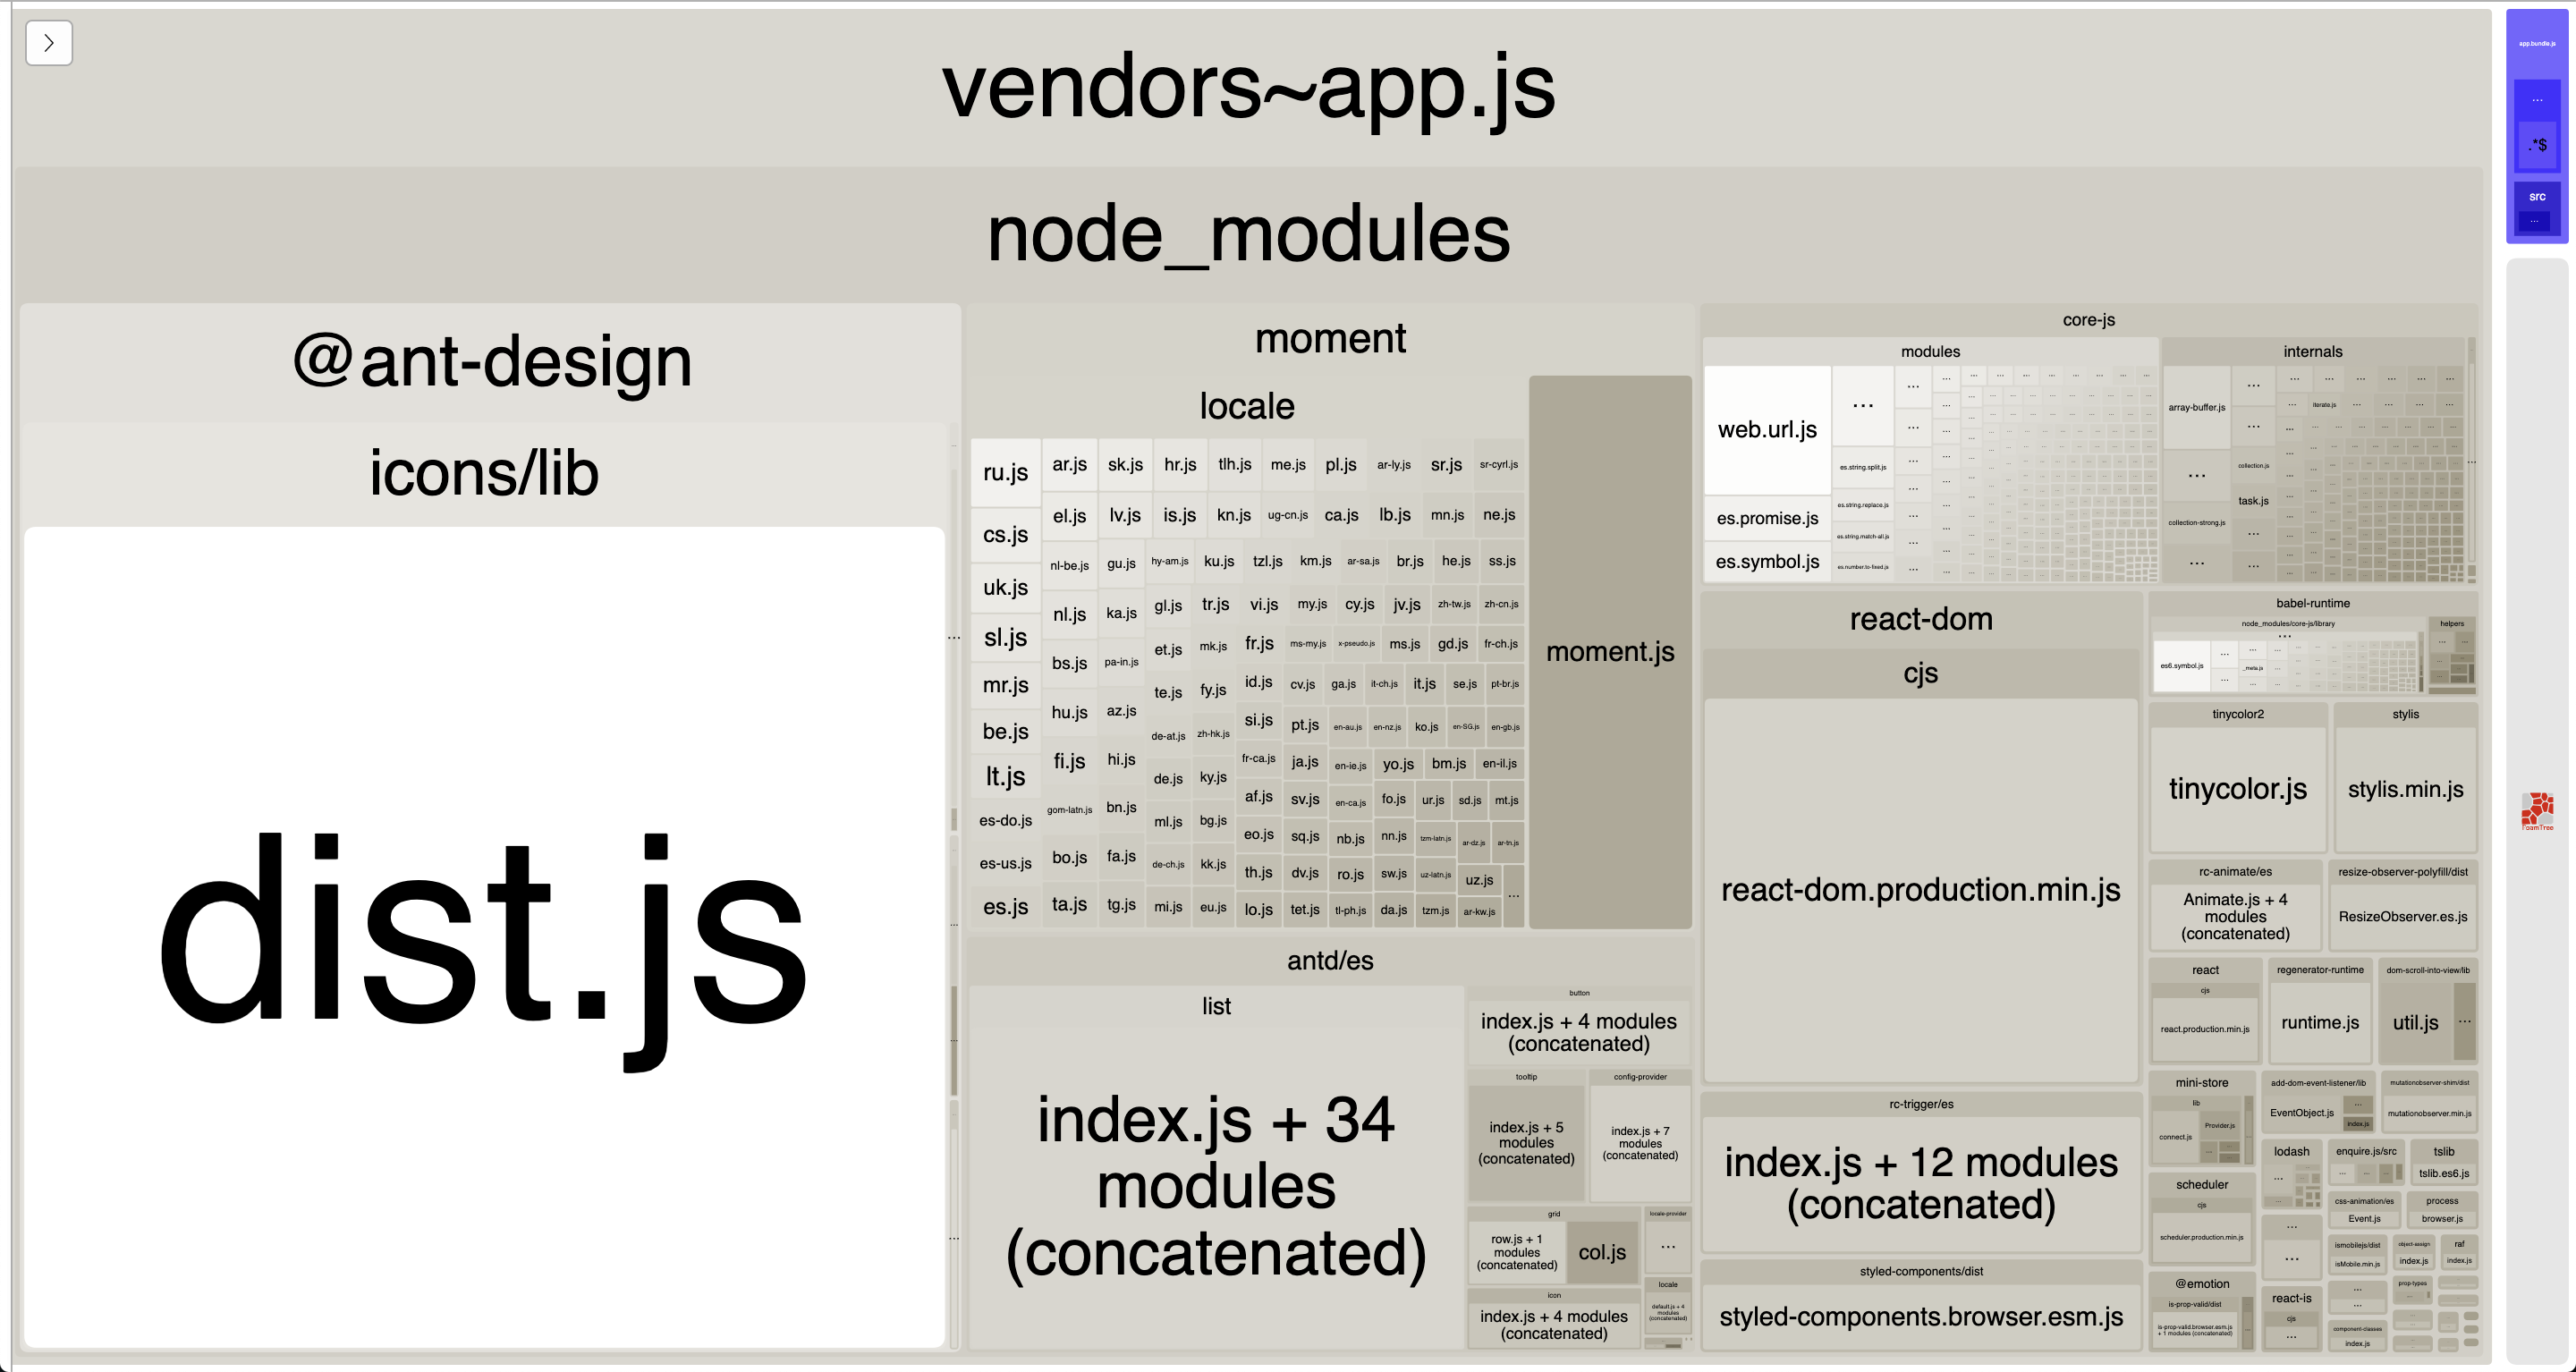 vendors~app.js
node_modules
@ant-design
icons/lib
dist.js
moment
locale
ru.js
ar.js
sk.js
hr.js
tlh.js
me.js
pl.js
ar-ly.js
sr.js
sr-cyrl.js
cs.js
el.js
lv.js
is.js
kn.js
ug-cn.js
ca.js
lb.js
mn.js
ne.js
uk.js
nl-be.js
gu.js
hy-am.js
ku.js
tzl.js
km.js
ar-sa.js
br.js
he.js
ss.js
sl.js
nl.js
ka.js
gl.js
tr.js
vi.js
my.js
cy.js
jv.js
zh-tw.js
zh-cn.js
mr.js
bs.js
pa-in.js
et.js
mk.js
fr.js
ms-my.js
x-pseudo.js
ms.js
gd.js
fr-ch.js
be.js
hu.js
az.js
te.js
fy.js
id.js
cv.js
ga.js
it-ch.js
it.js
se.js
pt-br.js
lt.js
fi.js
hi.js
de-at.js
zh-hk.js
si.js
pt.js
en-au.js
en-nz.js
ko.js
en-SG.js
en-gb.js
es-do.js
gom-latn.js
bn.js
de.js
ky.js
fr-ca.js
ja.js
en-ie.js
yo.js
bm.js
en-il.js
es-us.js
bo.js
fa.js
ml.js
bg.js
af.js
sv.js
en-ca.js
fo.js
ur.js
sd.js
mt.js
es.js
ta.js
tg.js
de-ch.js
kk.js
eo.js
sq.js
nb.js
nn.js
tzm-latn.js
ar-dz.js
ar-tn.js
mi.js
eu.js
th.js
dv.js
ro.js
sw.js
uz-latn.js
uz.js
lo.js
tet.js
tl-ph.js
da.js
tzm.js
ar-kw.js
moment.js
antd/es
list
index.js + 34
modules
(concatenated)
button
index.js + 4 modules
(concatenated)
tooltip
index.js + 5
modules
(concatenated)
config-provider
index.js + 7
modules
(concatenated)
grid
row.js + 1
modules
(concatenated)
col.js
locale-provider
locale
default.js + 4
modules
(concatenated)
icon
index.js + 4 modules
(concatenated)
core-js
modules
web.url.js
es.promise.js
es.symbol.js
es.string.split.js
es.string.replace.js
es.string.match-all.js
es.number.to-fixed.js
internals
array-buffer.js
collection-strong.js
collection.js
task.js
iterate.js
react-dom
cjs
react-dom.production.min.js
rc-trigger/es
index.js + 12 modules
(concatenated)
styled-components/dist
styled-components.browser.esm.js
babel-runtime
node_modules/core-js/library
es6.symbol.js
_meta.js
helpers
tinycolor2
tinycolor.js
stylis
stylis.min.js
rc-animate/es
Animate.js + 4
modules
(concatenated)
resize-observer-polyfill/dist
ResizeObserver.es.js
react
cjs
react.production.min.js
regenerator-runtime
runtime.js
dom-scroll-into-view/lib
util.js
mini-store
lib
connect.js
Provider.js
add-dom-event-listener/lib
EventObject.js
index.js
mutationobserver-shim/dist
mutationobserver.min.js
lodash
enquire.js/src
tslib
tslib.es6.js
scheduler
cjs
scheduler.production.min.js
css-animation/es
Event.js
process
browser.js
ismobilejs/dist
isMobile.min.js
object-assign
index.js
raf
index.js
@emotion
is-prop-valid/dist
is-prop-valid.browser.esm.js
+ 1 modules (concatenated)
react-is
cjs
prop-types
component-classes
index.js
app.bundle.js
.*$
src
FoamTree